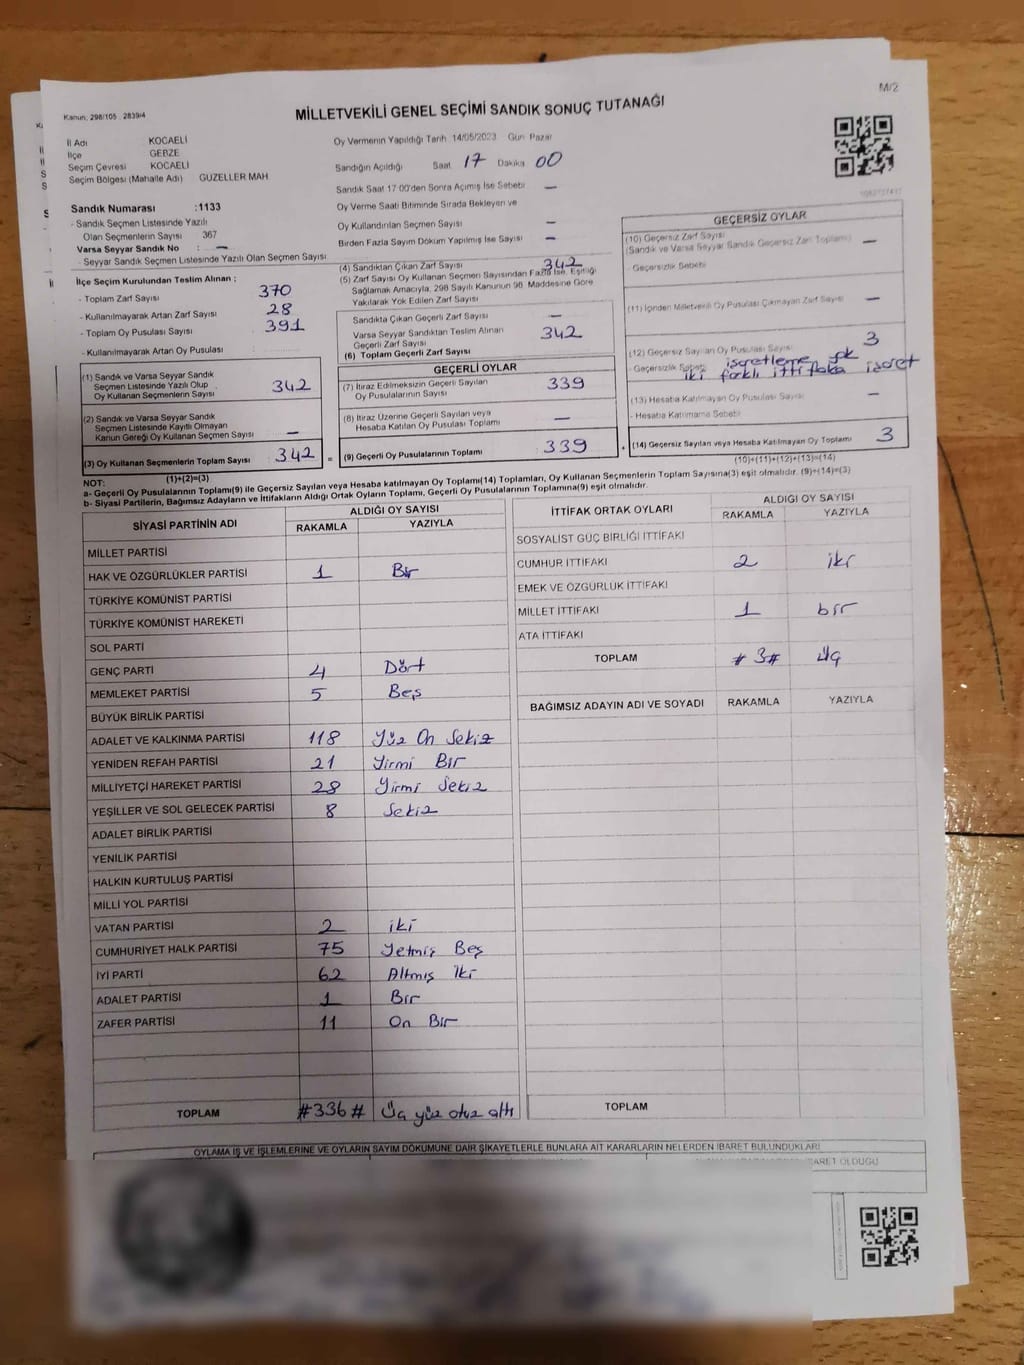 M/2
Kanun, 298/105 2839/4
MİLLETVEKİLİ GENEL SEÇİMİ SANDIK SONUÇ TUTANAĞI
İl Adı KOCAELİ
İlçe GEBZE
Seçim Çevresi KOCAELİ
Seçim Bölgesi (Mahalle Adı) GÜZELLER MAH
Sandık Numarası :1133
- Sandık Seçmen Listesinde Yazılı
Olan Seçmenlerin Sayısı 367
Varsa Seyyar Sandık No : –
- Seyyar Sandık Seçmen Listesinde Yazılı Olan Seçmen Sayısı
Oy Vermenin Yapıldığı Tarih 14/05/2023 Gün Pazar
Sandığın Açıldığı Saat 17 Dakika 00
Sandık Saat 17 00'den Sonra Açımış İse Sebebi –
Oy Verme Saati Bitiminde Sırada Bekleyen ve
Oy Kullandırılan Seçmen Sayısı –
Birden Fazla Sayım Döküm Yapılmış İse Sayısı –
İlçe Seçim Kurulundan Teslim Alınan ;
- Toplam Zarf Sayısı 370
- Kullanılmayarak Artan Zarf Sayısı 28
- Toplam Oy Pusulası Sayısı 391
- Kullanılmayarak Artan Oy Pusulası
(1) Sandık ve Varsa Seyyar Sandık
Seçmen Listesinde Yazılı Olup
Oy Kullanan Seçmenlerin Sayısı 342
(2) Sandık ve Varsa Seyyar Sandık
Seçmen Listesinde Kayıtlı Olmayan
Kanun Gereği Oy Kullanan Seçmen Sayısı –
(3) Oy Kullanan Seçmenlerin Toplam Sayısı 342 =
(1)+(2)=(3)
(4) Sandıktan Çıkan Zarf Sayısı 342
(5) Zarf Sayısı Oy Kullanan Seçmen Sayısından Fazla İse, Eşitliği
Sağlamak Amacıyla, 298 Sayılı Kanunun 98. Maddesine Göre
Yakılarak Yok Edilen Zarf Sayısı
Sandıkta Çıkan Geçerli Zarf Sayısı –
Varsa Seyyar Sandıktan Teslim Alınan
Geçerli Zarf Sayısı 342
(6) Toplam Geçerli Zarf Sayısı
GEÇERLİ OYLAR
(7) İtiraz Edilmeksizin Geçerli Sayılan
Oy Pusulalarının Sayısı 339
(8) İtiraz Üzerine Geçerli Sayılan veya
Hesaba Katılan Oy Pusulası Toplamı –
(9) Geçerli Oy Pusulalarının Toplamı 339 +
GEÇERSİZ OYLAR
(10) Geçersiz Zarf Sayısı
(Sandık ve Varsa Seyyar Sandık Geçersiz Zarf Toplamı) –
- Geçersizlik Sebebi
(11) İçinden Milletvekili Oy Pusulası Çıkmayan Zarf Sayısı –
(12) Geçersiz Sayılan Oy Pusulası Sayısı 3
- Geçersizlik Sebebi işaretleme yok
iki farklı ittifaka işaret
(13) Hesaba Katılmayan Oy Pusulası Sayısı –
- Hesaba Katılmama Sebebi
(14) Geçersiz Sayılan veya Hesaba Katılmayan Oy Toplamı 3
(10)+(11)+(12)+(13)=(14)
NOT:
a- Geçerli Oy Pusulalarının Toplamı(9) ile Geçersiz Sayılan veya Hesaba katılmayan Oy Toplamı(14) Toplamları, Oy Kullanan Seçmenlerin Toplam Sayısına(3) eşit olmalıdır. (9)+(14)=(3)
b- Siyasi Partilerin, Bağımsız Adayların ve İttifakların Aldığı Ortak Oyların Toplamı, Geçerli Oy Pusulalarının Toplamına(9) eşit olmalıdır.
SİYASİ PARTİNİN ADI ALDIĞI OY SAYISI
RAKAMLA YAZIYLA
MİLLET PARTİSİ
HAK VE ÖZGÜRLÜKLER PARTİSİ 1 Bir
TÜRKİYE KOMÜNİST PARTİSİ
TÜRKİYE KOMÜNİST HAREKETİ
SOL PARTİ
GENÇ PARTİ 4 Dört
MEMLEKET PARTİSİ 5 Beş
BÜYÜK BİRLİK PARTİSİ
ADALET VE KALKINMA PARTİSİ 118 Yüz On Sekiz
YENİDEN REFAH PARTİSİ 21 Yirmi Bir
MİLLİYETÇİ HAREKET PARTİSİ 28 Yirmi Sekiz
YEŞİLLER VE SOL GELECEK PARTİSİ 8 Sekiz
ADALET BİRLİK PARTİSİ
YENİLİK PARTİSİ
HALKIN KURTULUŞ PARTİSİ
MİLLİ YOL PARTİSİ
VATAN PARTİSİ 2 iki
CUMHURİYET HALK PARTİSİ 75 Yetmiş Beş
İYİ PARTİ 62 Altmış İki
ADALET PARTİSİ 1 Bir
ZAFER PARTİSİ 11 On Bir
TOPLAM #336# Üç yüz otuz altı
İTTİFAK ORTAK OYLARI ALDIĞI OY SAYISI
RAKAMLA YAZIYLA
SOSYALİST GÜÇ BİRLİĞİ İTTİFAKI
CUMHUR İTTİFAKI 2 iki
EMEK VE ÖZGÜRLÜK İTTİFAKI
MİLLET İTTİFAKI 1 bir
ATA İTTİFAKI
TOPLAM #3# Üç
BAĞIMSIZ ADAYIN ADI VE SOYADI RAKAMLA YAZIYLA
TOPLAM
OYLAMA İŞ VE İŞLEMLERİNE VE OYLARIN SAYIM DÖKÜMÜNE DAİR ŞİKAYETLERLE BUNLARA AİT KARARLARIN NELERDEN İBARET BULUNDUKLARI